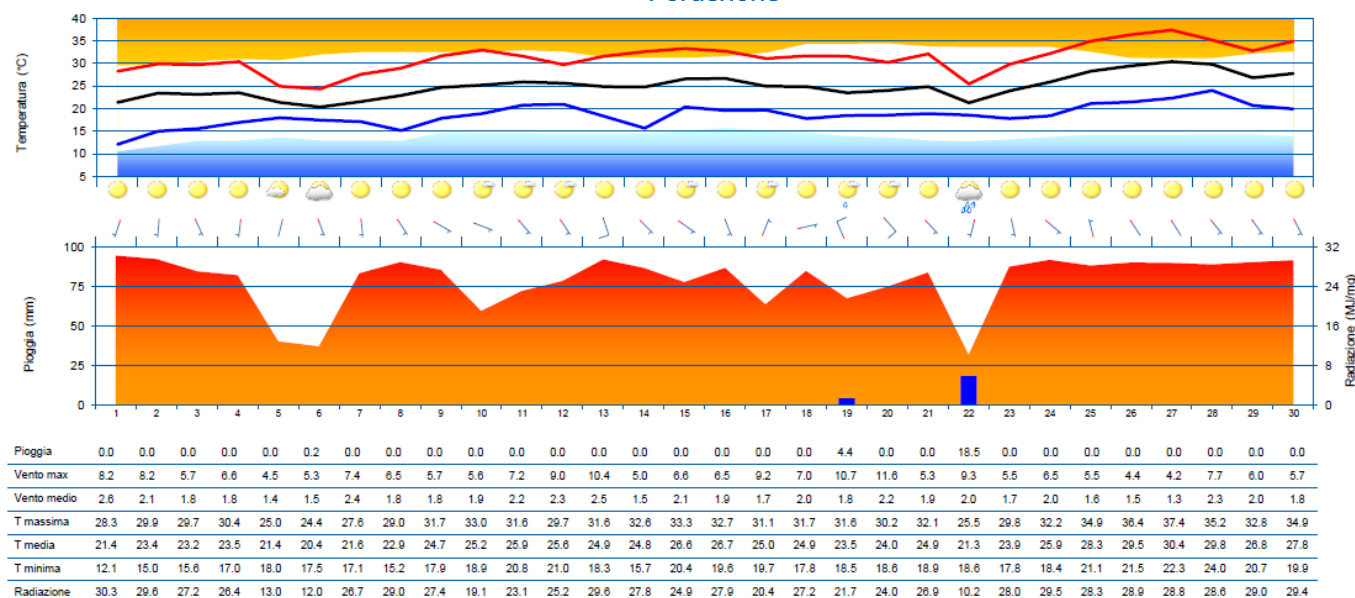 40
35
30
25
20
15
10
5
Temperatura (°C)
100
75
50
25
0
Pioggia (mm)
32
24
16
8
0
Radiazione (MJ/mq)
1 2 3 4 5 6 7 8 9 10 11 12 13 14 15 16 17 18 19 20 21 22 23 24 25 26 27 28 29 30
Pioggia 0.0 0.0 0.0 0.0 0.0 0.2 0.0 0.0 0.0 0.0 0.0 0.0 0.0 0.0 0.0 0.0 0.0 0.0 4.4 0.0 0.0 18.5 0.0 0.0 0.0 0.0 0.0 0.0 0.0 0.0
Vento max 8.2 8.2 5.7 6.6 4.5 5.3 7.4 6.5 5.7 5.6 7.2 9.0 10.4 5.0 6.6 6.5 9.2 7.0 10.7 11.6 5.3 9.3 5.5 6.5 5.5 4.4 4.2 7.7 6.0 5.7
Vento medio 2.6 2.1 1.8 1.8 1.4 1.5 2.4 1.8 1.8 1.9 2.2 2.3 2.5 1.5 2.1 1.9 1.7 2.0 1.8 2.2 1.9 2.0 1.7 2.0 1.6 1.5 1.3 2.3 2.0 1.8
T massima 28.3 29.9 29.7 30.4 25.0 24.4 27.6 29.0 31.7 33.0 31.6 29.7 31.6 32.6 33.3 32.7 31.1 31.7 31.6 30.2 32.1 25.5 29.8 32.2 34.9 36.4 37.4 35.2 32.8 34.9
T media 21.4 23.4 23.2 23.5 21.4 20.4 21.6 22.9 24.7 25.2 25.9 25.6 24.9 24.8 26.6 26.7 25.0 24.9 23.5 24.0 24.9 21.3 23.9 25.9 28.3 29.5 30.4 29.8 26.8 27.8
T minima 12.1 15.0 15.6 17.0 18.0 17.5 17.1 15.2 17.9 18.9 20.8 21.0 18.3 15.7 20.4 19.6 19.7 17.8 18.5 18.6 18.9 18.6 17.8 18.4 21.1 21.5 22.3 24.0 20.7 19.9
Radiazione 30.3 29.6 27.2 26.4 13.0 12.0 26.7 29.0 27.4 19.1 23.1 25.2 29.6 27.8 24.9 27.9 20.4 27.2 21.7 24.0 26.9 10.2 28.0 29.5 28.3 28.9 28.8 28.6 29.0 29.4